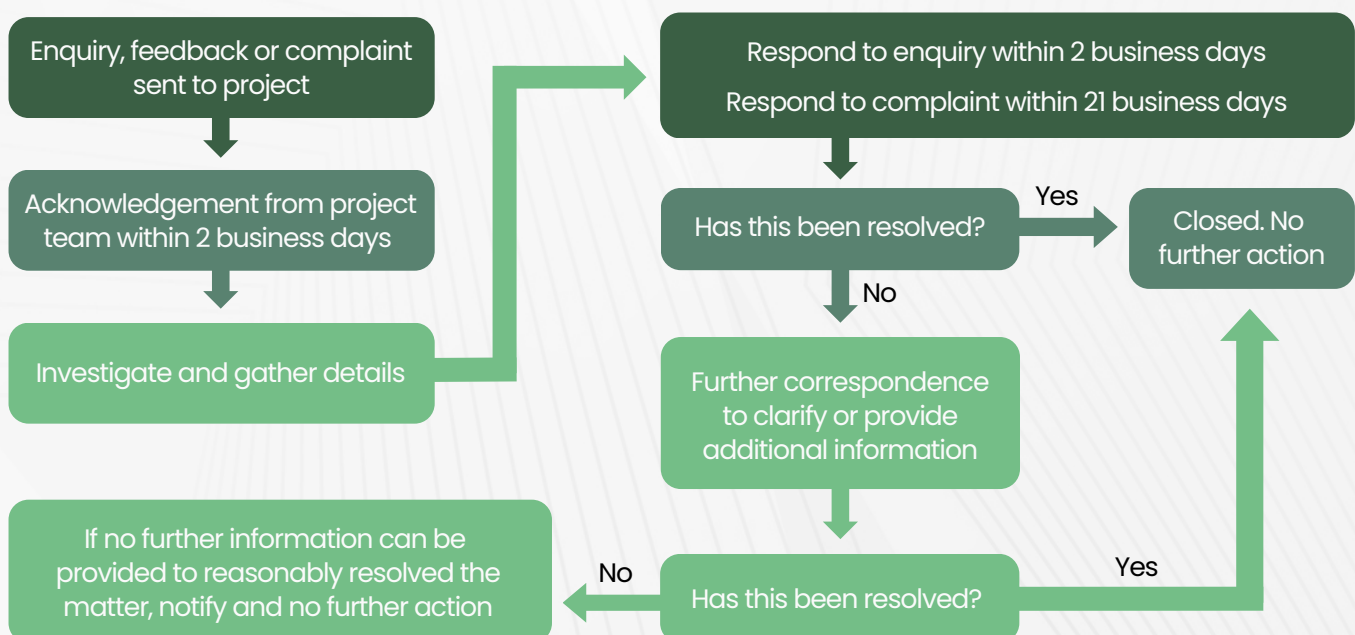 Enquiry, feedback or complaint
sent to project
Acknowledgement from project
team within 2 business days
Investigate and gather details
Respond to enquiry within 2 business days
Respond to complaint within 21 business days
Has this been resolved?
Yes
Closed. No
further action
No
Further correspondence
to clarify or provide
additional information
Has this been resolved?
Yes
No
If no further information can be
provided to reasonably resolved the
matter, notify and no further action